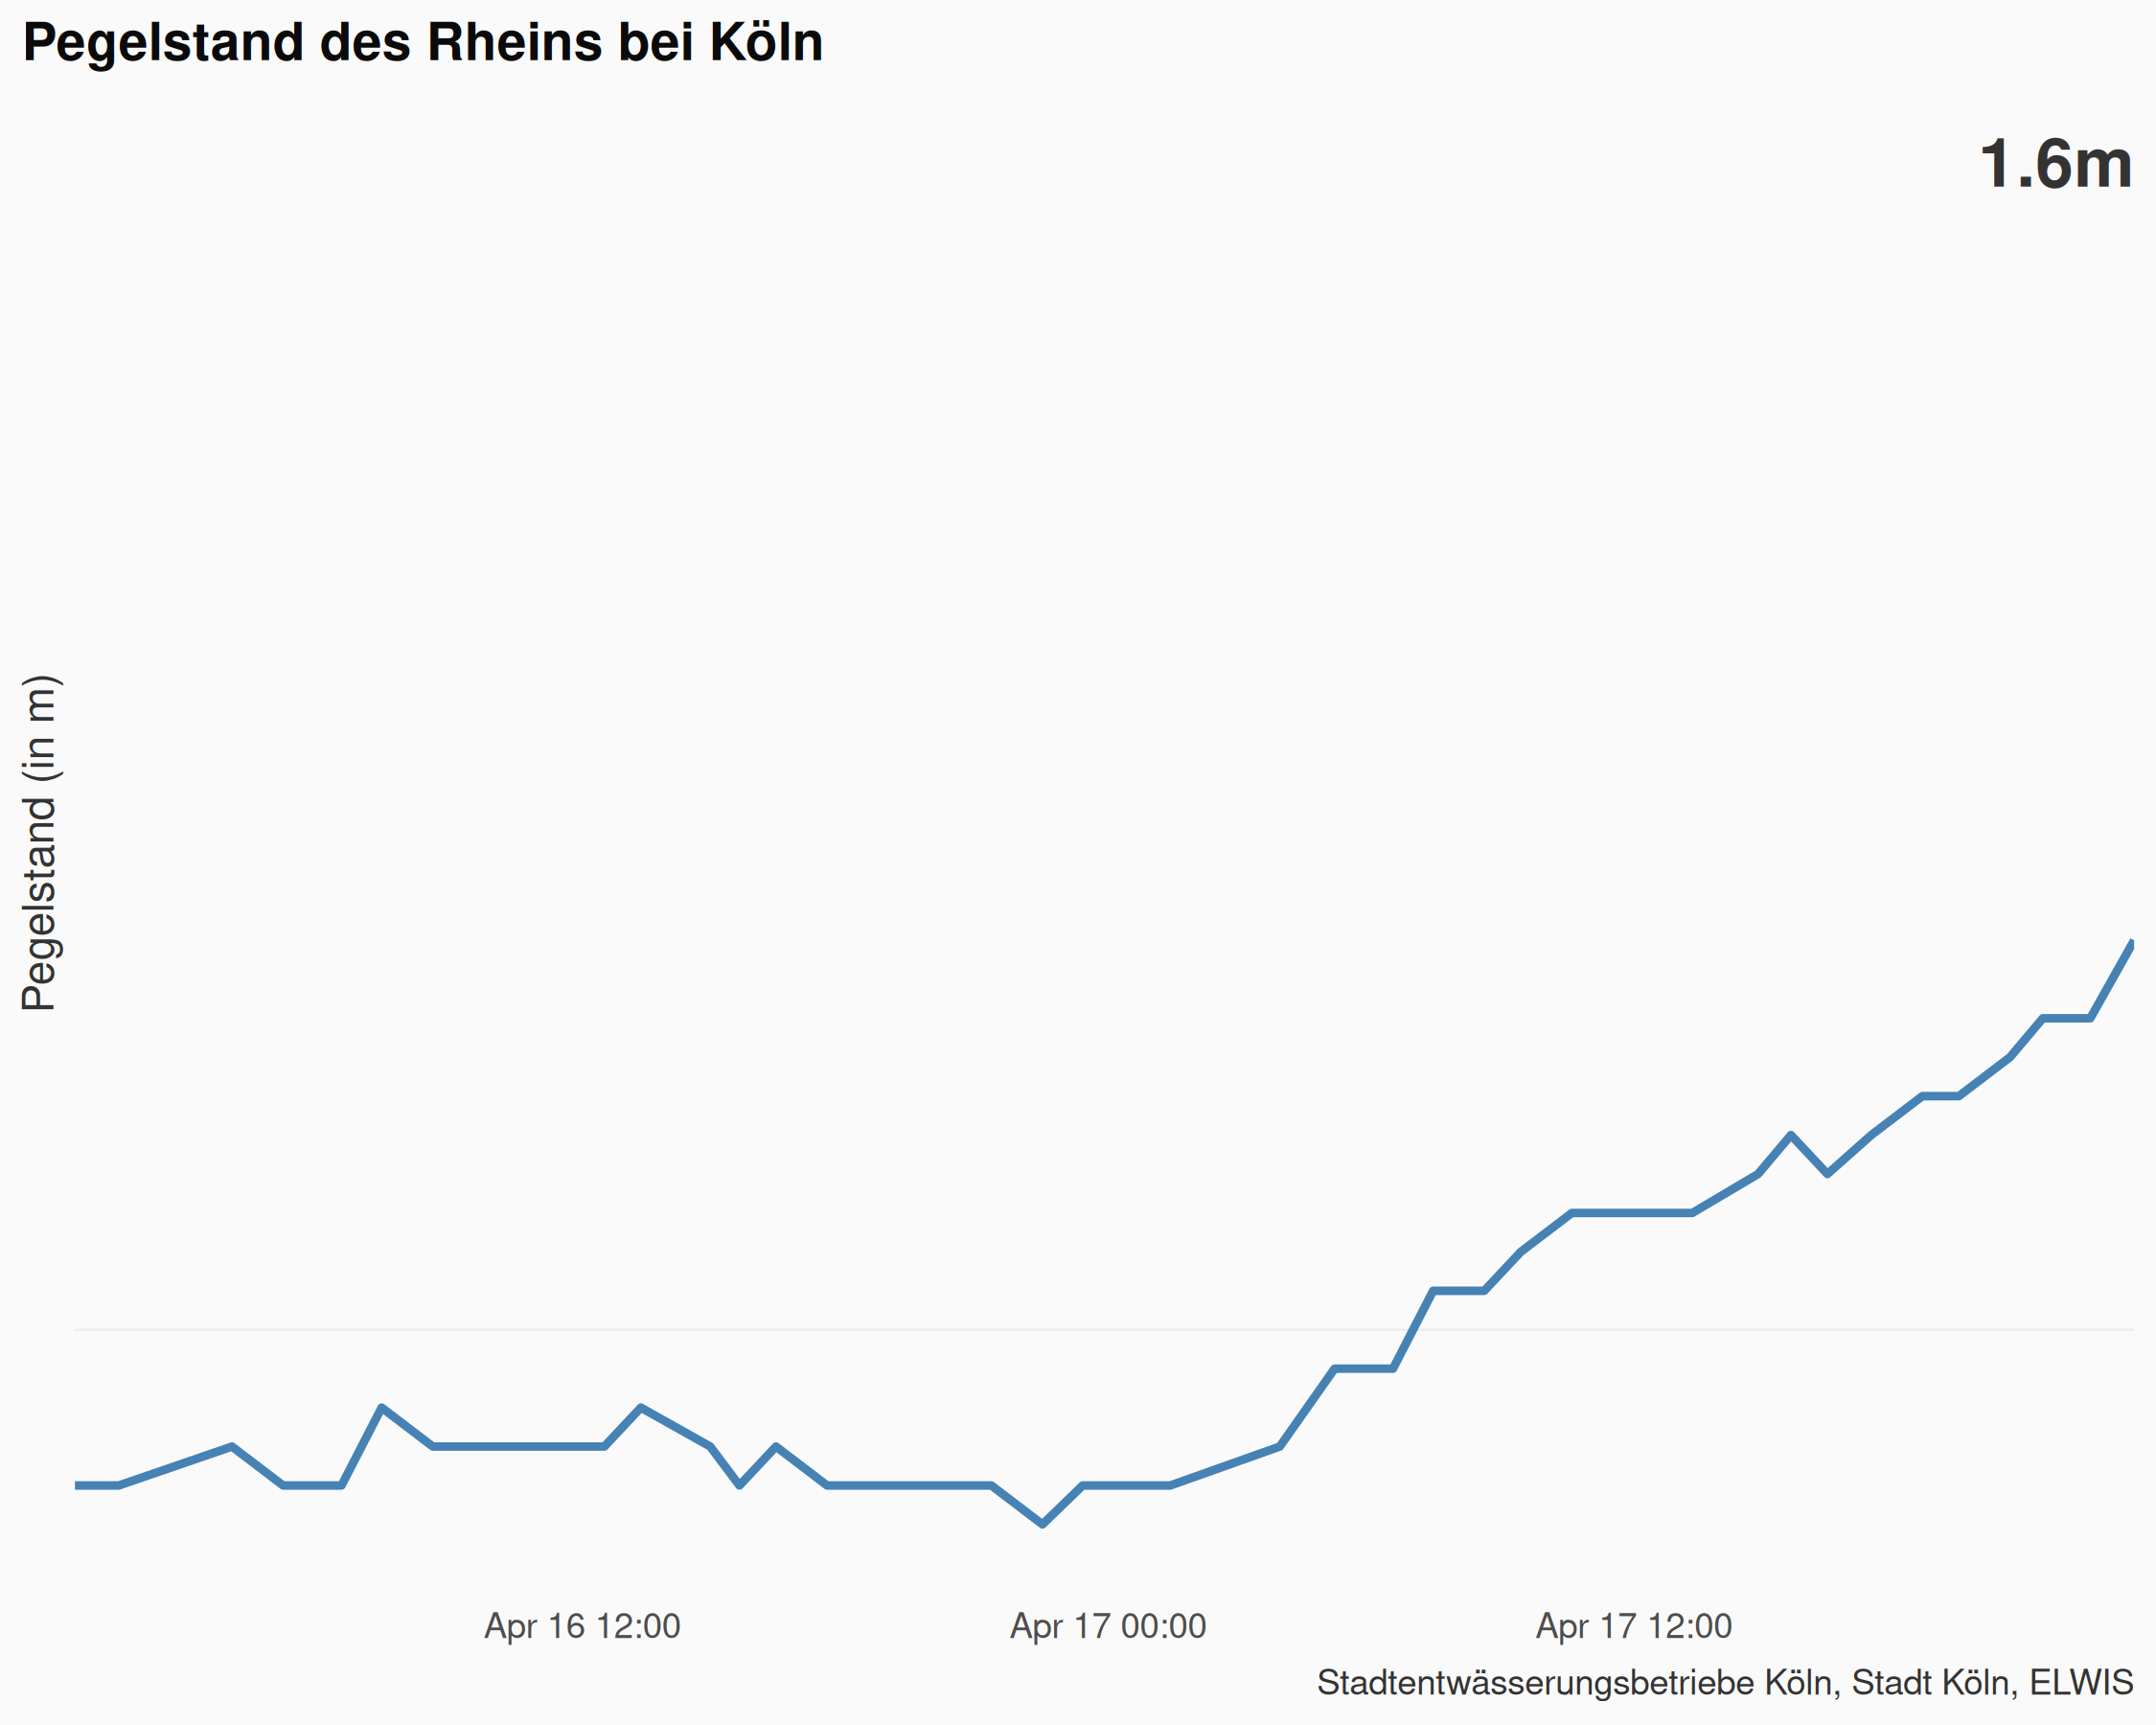 Pegelstand des Rheins bei Köln
1.6m
Pegelstand (in m)
Apr 16 12:00
Apr 17 00:00
Apr 17 12:00
Stadtentwässerungsbetriebe Köln, Stadt Köln, ELWIS